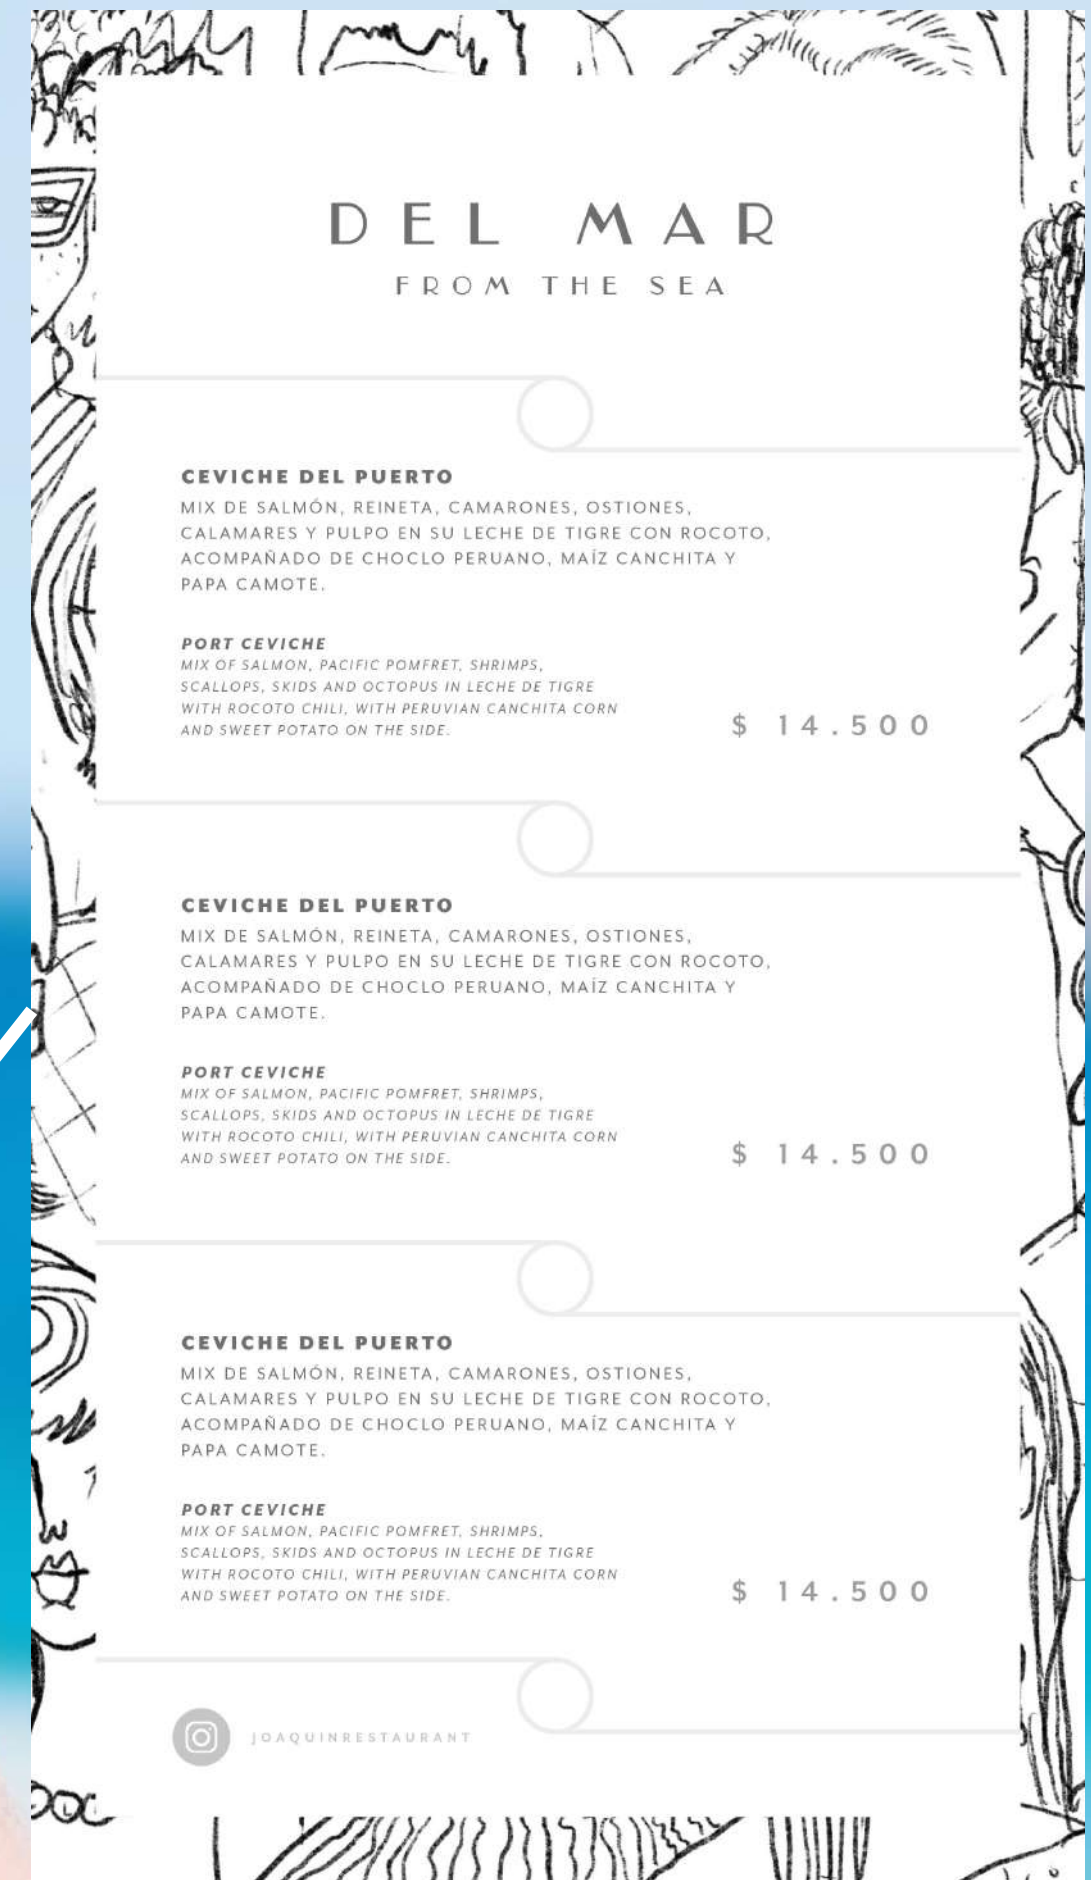 DEL MAR
FROM THE SEA
CEVICHE DEL PUERTO
MIX DE SALMÓN, REINETA, CAMARONES, OSTIONES,
CALAMARES Y PULPO EN SU LECHE DE TIGRE CON ROCOTO,
ACOMPAÑADO DE CHOCLO PERUANO, MAÍZ CANCHITA Y
PAPA CAMOTE.
PORT CEVICHE
MIX OF SALMON, PACIFIC POMFRET, SHRIMPS,
SCALLOPS, SKIDS AND OCTOPUS IN LECHE DE TIGRE
WITH ROCOTO CHILI, WITH PERUVIAN CANCHITA CORN
AND SWEET POTATO ON THE SIDE.
$ 14.500
CEVICHE DEL PUERTO
MIX DE SALMÓN, REINETA, CAMARONES, OSTIONES,
CALAMARES Y PULPO EN SU LECHE DE TIGRE CON ROCOTO,
ACOMPAÑADO DE CHOCLO PERUANO, MAÍZ CANCHITA Y
PAPA CAMOTE.
PORT CEVICHE
MIX OF SALMON, PACIFIC POMFRET, SHRIMPS,
SCALLOPS, SKIDS AND OCTOPUS IN LECHE DE TIGRE
WITH ROCOTO CHILI, WITH PERUVIAN CANCHITA CORN
AND SWEET POTATO ON THE SIDE.
$ 14.500
CEVICHE DEL PUERTO
MIX DE SALMÓN, REINETA, CAMARONES, OSTIONES,
CALAMARES Y PULPO EN SU LECHE DE TIGRE CON ROCOTO,
ACOMPAÑADO DE CHOCLO PERUANO, MAÍZ CANCHITA Y
PAPA CAMOTE.
PORT CEVICHE
MIX OF SALMON, PACIFIC POMFRET, SHRIMPS,
SCALLOPS, SKIDS AND OCTOPUS IN LECHE DE TIGRE
WITH ROCOTO CHILI, WITH PERUVIAN CANCHITA CORN
AND SWEET POTATO ON THE SIDE.
$ 14.500
JOAQUINRESTAURANT